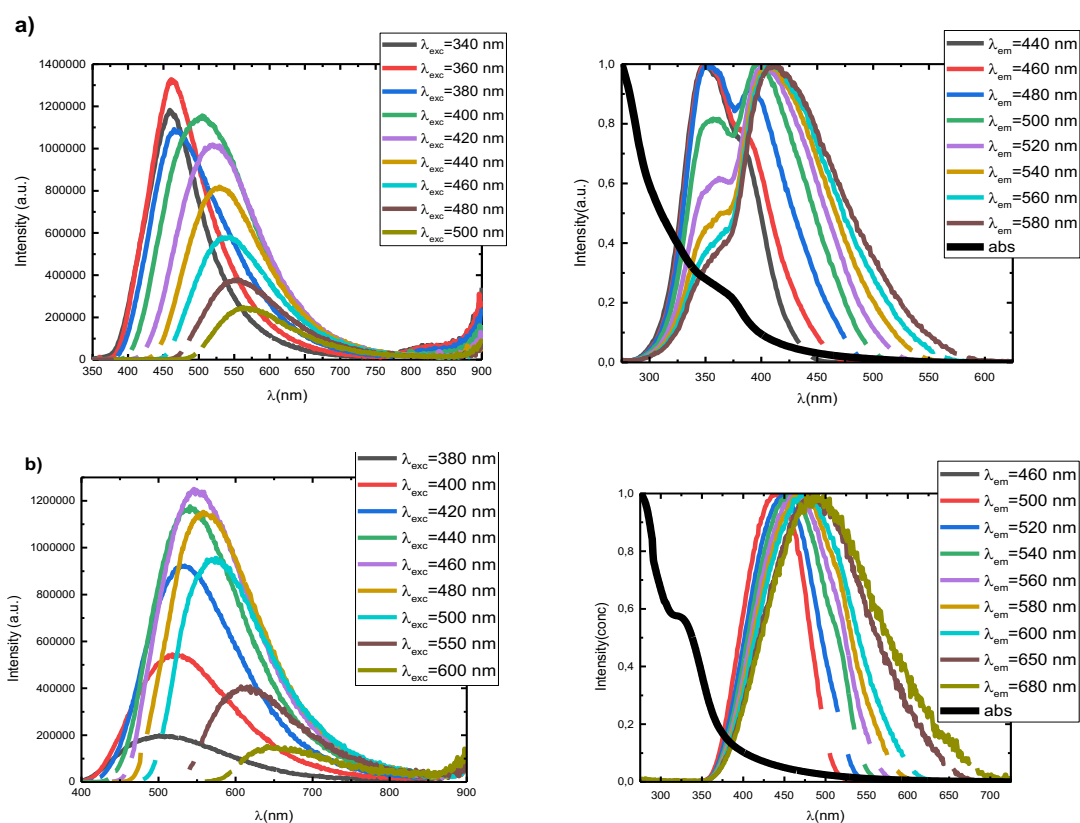 a)
λexc=340 nm
λexc=360 nm
λexc=380 nm
λexc=400 nm
λexc=420 nm
λexc=440 nm
λexc=460 nm
λexc=480 nm
λexc=500 nm
1400000
1200000
1000000
800000
600000
400000
200000
0
Intensity (a.u.)
350 400 450 500 550 600 650 700 750 800 850 900
λ(nm)
λem=440 nm
λem=460 nm
λem=480 nm
λem=500 nm
λem=520 nm
λem=540 nm
λem=560 nm
λem=580 nm
abs
1,0
0,8
0,6
0,4
0,2
0,0
Intensity(a.u.)
300 350 400 450 500 550 600
λ(nm)
b)
λexc=380 nm
λexc=400 nm
λexc=420 nm
λexc=440 nm
λexc=460 nm
λexc=480 nm
λexc=500 nm
λexc=550 nm
λexc=600 nm
1200000
1000000
800000
600000
400000
200000
0
Intensity (a.u.)
400 500 600 700 800 900
λ(nm)
λem=460 nm
λem=500 nm
λem=520 nm
λem=540 nm
λem=560 nm
λem=580 nm
λem=600 nm
λem=650 nm
λem=680 nm
abs
1,0
0,8
0,6
0,4
0,2
0,0
Intensity(conc)
300 350 400 450 500 550 600 650 700
λ(nm)